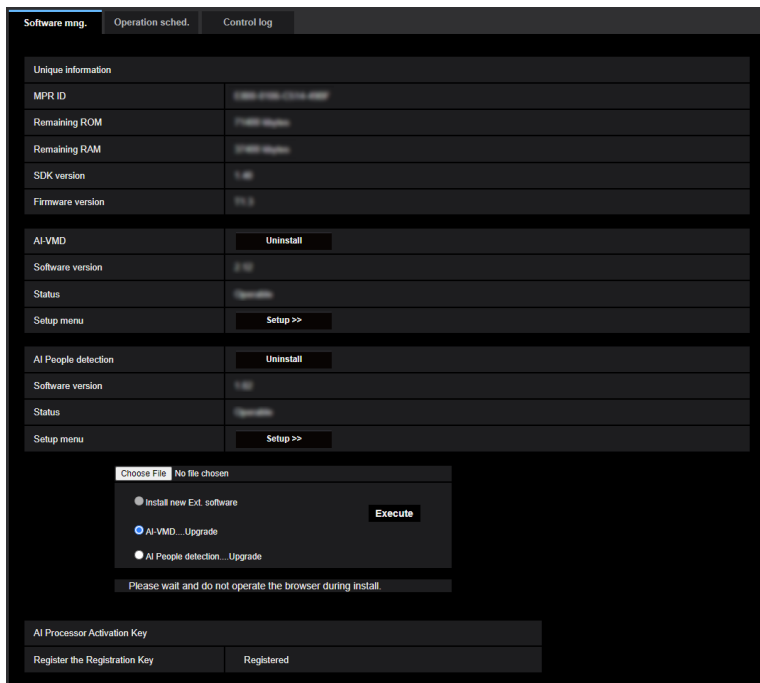 Software mng. Operation sched. Control log
Unique information
MPR ID
Remaining ROM
Remaining RAM
SDK version
Firmware version
AI-VMD Uninstall
Software version
Status
Setup menu Setup >>
AI People detection Uninstall
Software version
Status
Setup menu Setup >>
Choose File No file chosen
Install new Ext. software
Execute
AI-VMD....Upgrade
AI People detection....Upgrade
Please wait and do not operate the browser during install.
AI Processor Activation Key
Register the Registration Key Registered